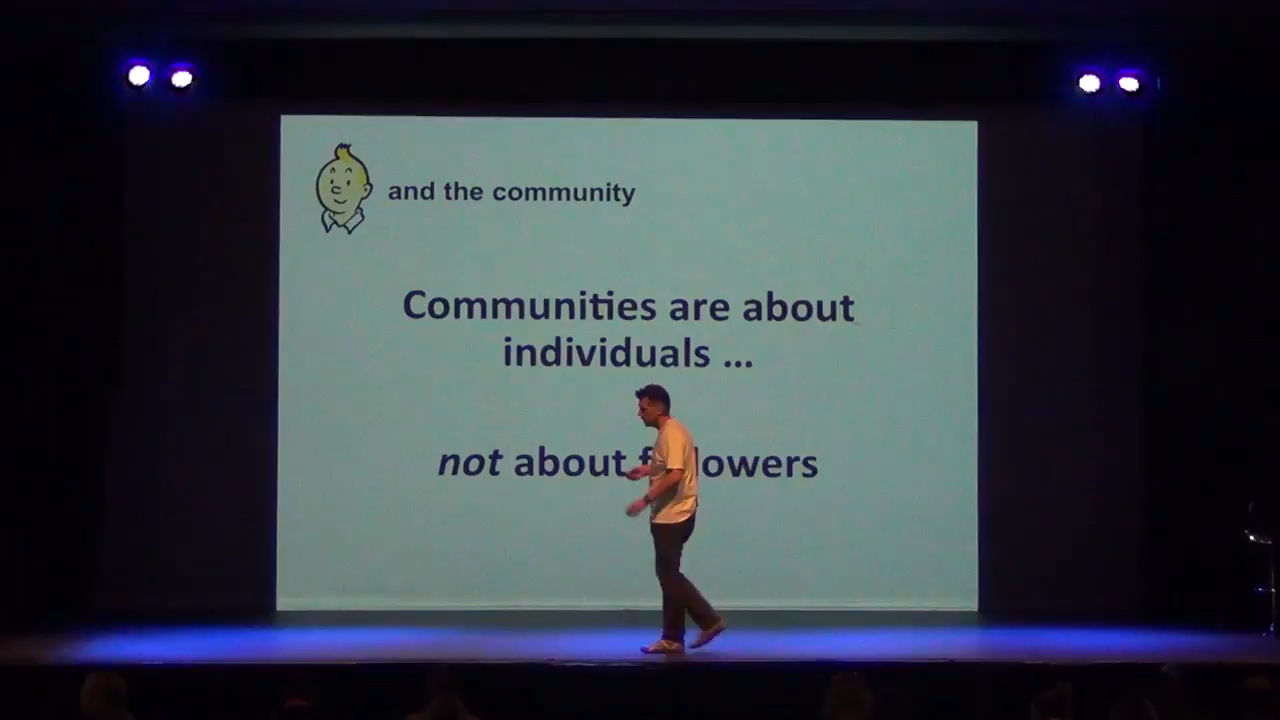 and the community
Communities are about
individuals ...
not about